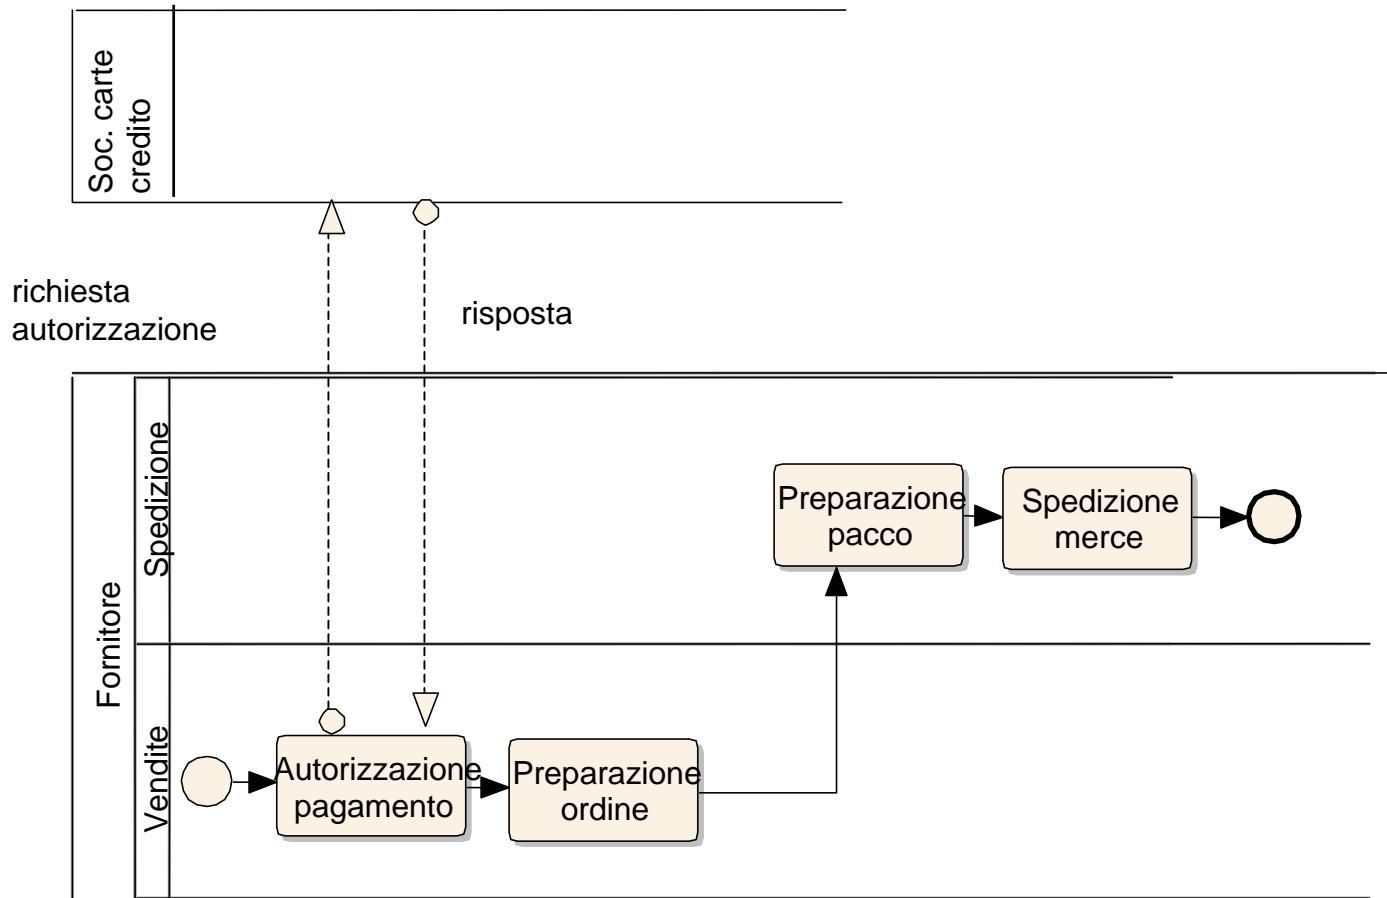 Soc. carte
credito
richiesta
autorizzazione
risposta
Fornitore
Spedizione
Preparazione
pacco
Spedizione
merce
Vendite
Autorizzazione
pagamento
Preparazione
ordine